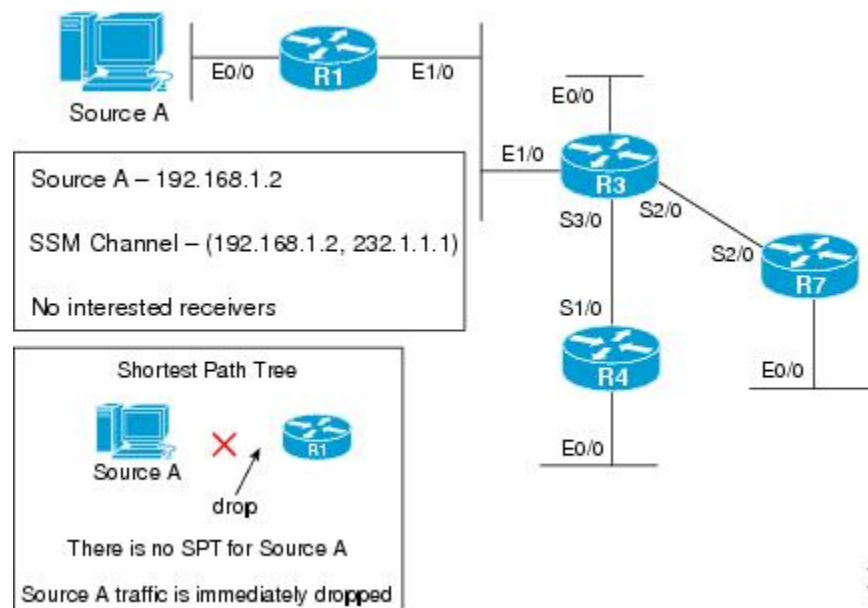 E0/0
R1
E1/0
Source A
E0/0
E1/0
R3
S3/0
S2/0
S2/0
R7
S1/0
R4
E0/0
E0/0
Source A – 192.168.1.2
SSM Channel – (192.168.1.2, 232.1.1.1)
No interested receivers
Shortest Path Tree
R1
Source A
drop
There is no SPT for Source A
Source A traffic is immediately dropped